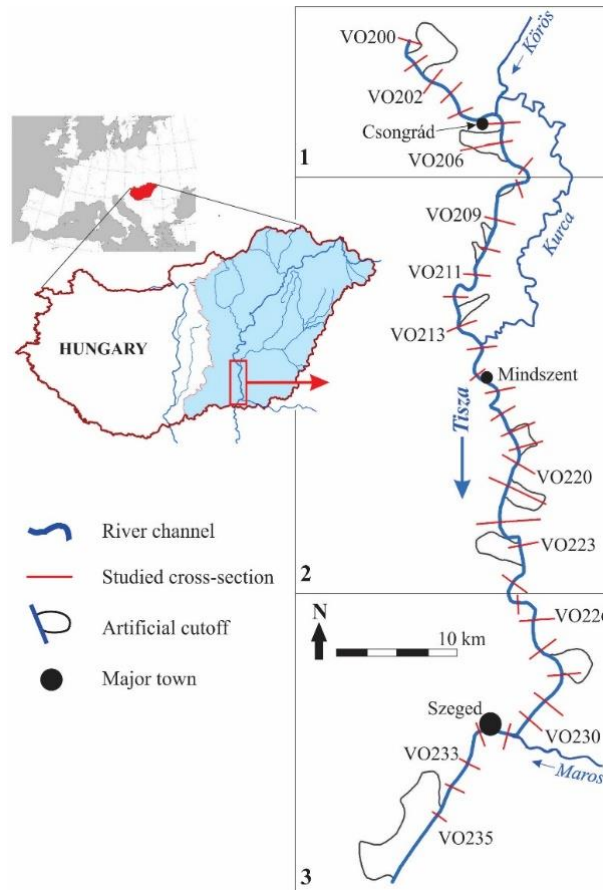 VO200
Körös
VO202
Csongrád
1
VO206
VO209
Kurca
VO211
VO213
HUNGARY
Mindszent
Tisza
VO220
River channel
VO223
Studied cross-section
2
Artificial cutoff
N
10 km
Major town
Szeged
VO230
VO233
Maros
VO235
3